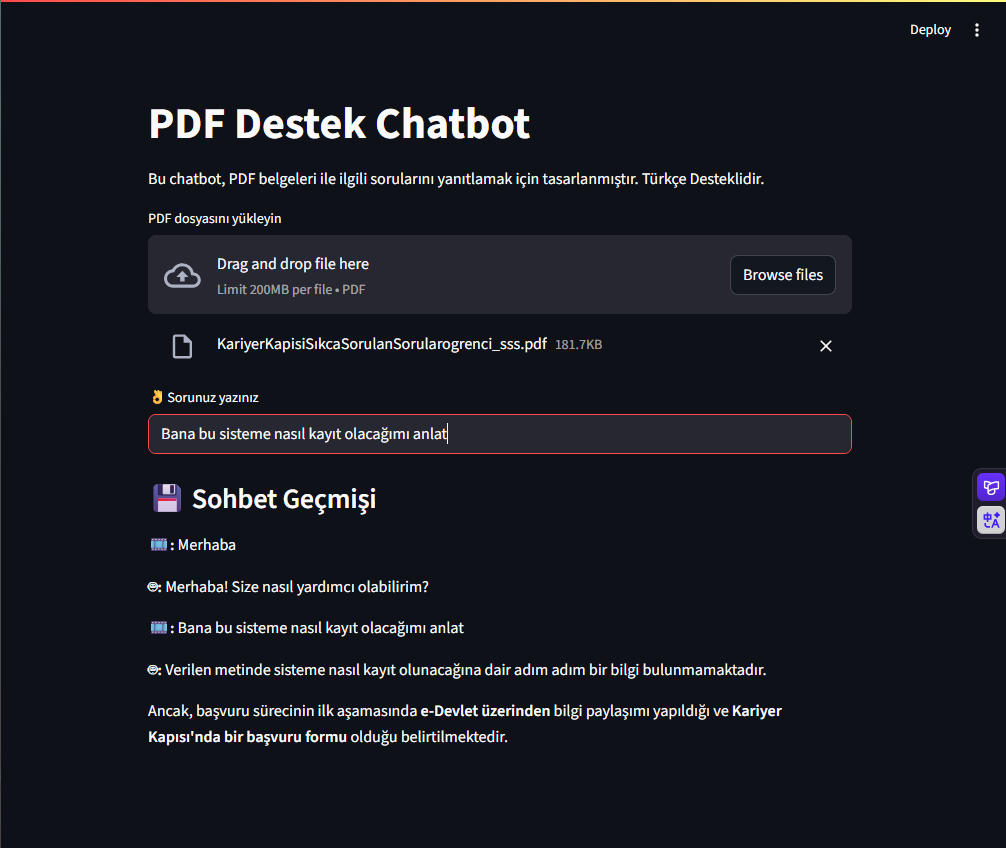 Deploy
PDF Destek Chatbot
Bu chatbot, PDF belgeleri ile ilgili sorularını yanıtlamak için tasarlanmıştır. Türkçe Desteklidir.
PDF dosyasını yükleyin
Drag and drop file here
Limit 200MB per file • PDF
Browse files
KariyerKapisiSıkcaSorulanSorularogrenci_sss.pdf 181.7KB
👌 Sorunuz yazınız
Bana bu sisteme nasıl kayıt olacağımı anlat
💾 Sohbet Geçmişi
🎞️ : Merhaba
: Merhaba! Size nasıl yardımcı olabilirim?
🎞️ : Bana bu sisteme nasıl kayıt olacağımı anlat
: Verilen metinde sisteme nasıl kayıt olunacağına dair adım adım bir bilgi bulunmamaktadır.
Ancak, başvuru sürecinin ilk aşamasında e-Devlet üzerinden bilgi paylaşımı yapıldığı ve Kariyer
Kapısı'nda bir başvuru formu olduğu belirtilmektedir.